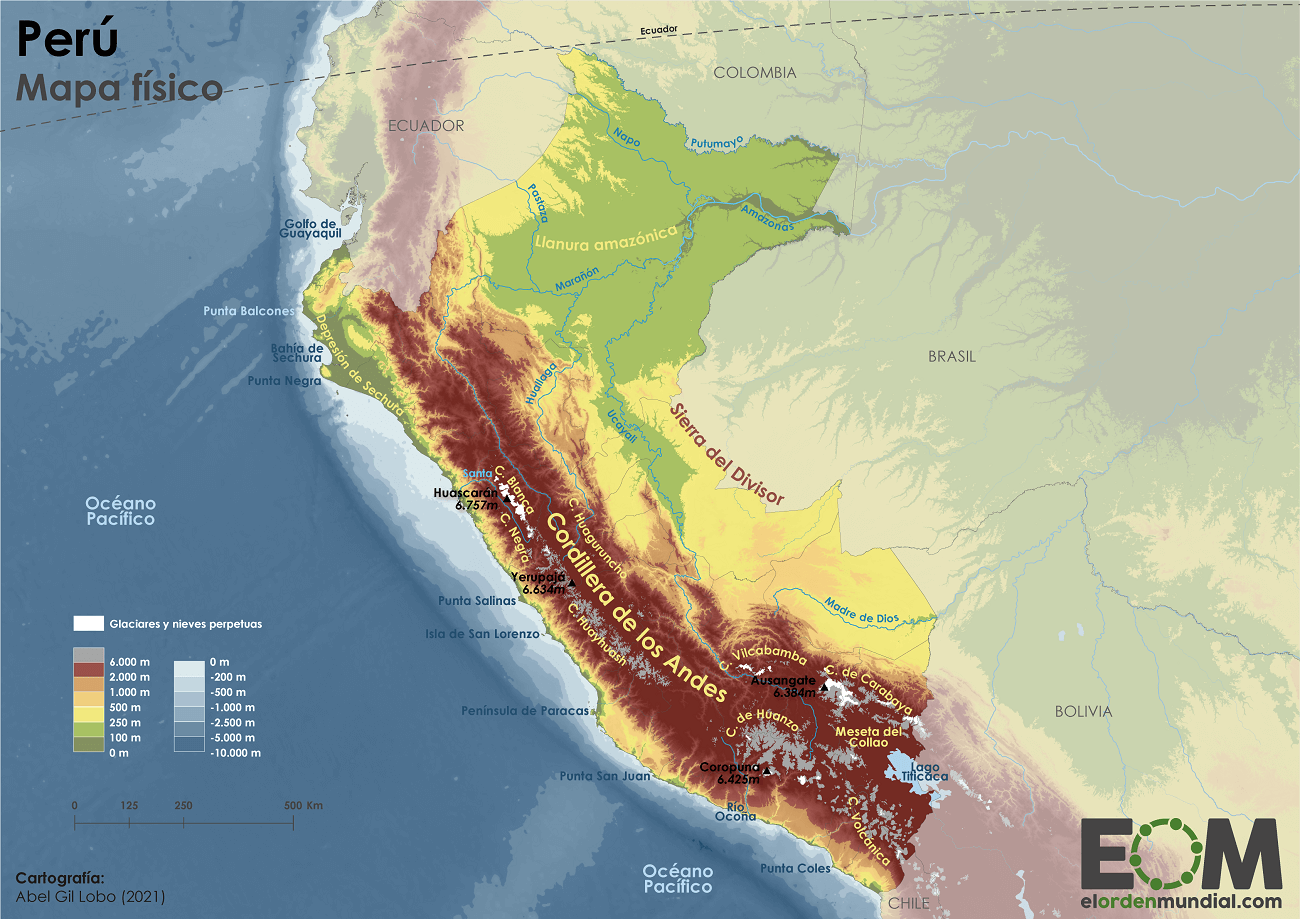 Perú
Mapa físico
Ecuador
COLOMBIA
ECUADOR
Napo
Putumayo
Pastaza
Amazonas
Golfo de
Guayaquil
Llanura amazónica
Marañón
Punta Balcones
Depresión de Sechura
Bahía de
Sechura
Punta Negra
BRASIL
Huallaga
Ucayali
Sierra del Divisor
Santa
C. Blanca
Huascarán
6.757m
C. Negra
C. Huaguruncho
Cordillera de los Andes
Océano
Pacífico
Yerupajá
6.634m
Punta Salinas
C. Huayhuash
Isla de San Lorenzo
Madre de Dios
C. Vilcabamba
Ausangate
6.384m
C. de Carabaya
Península de Paracas
C. de Huanzo
Meseta del
Collao
BOLIVIA
Coropuna
6.425m
Lago
Titicaca
Punta San Juan
Río
Ocoña
C. Volcánica
Punta Coles
Océano
Pacífico
CHILE
Glaciares y nieves perpetuas
6.000 m
2.000 m
1.000 m
500 m
250 m
100 m
0 m
0 m
-200 m
-500 m
-1.000 m
-2.500 m
-5.000 m
-10.000 m
0 125 250 500 Km
Cartografía:
Abel Gil Lobo (2021)
EOM
elordenmundial.com